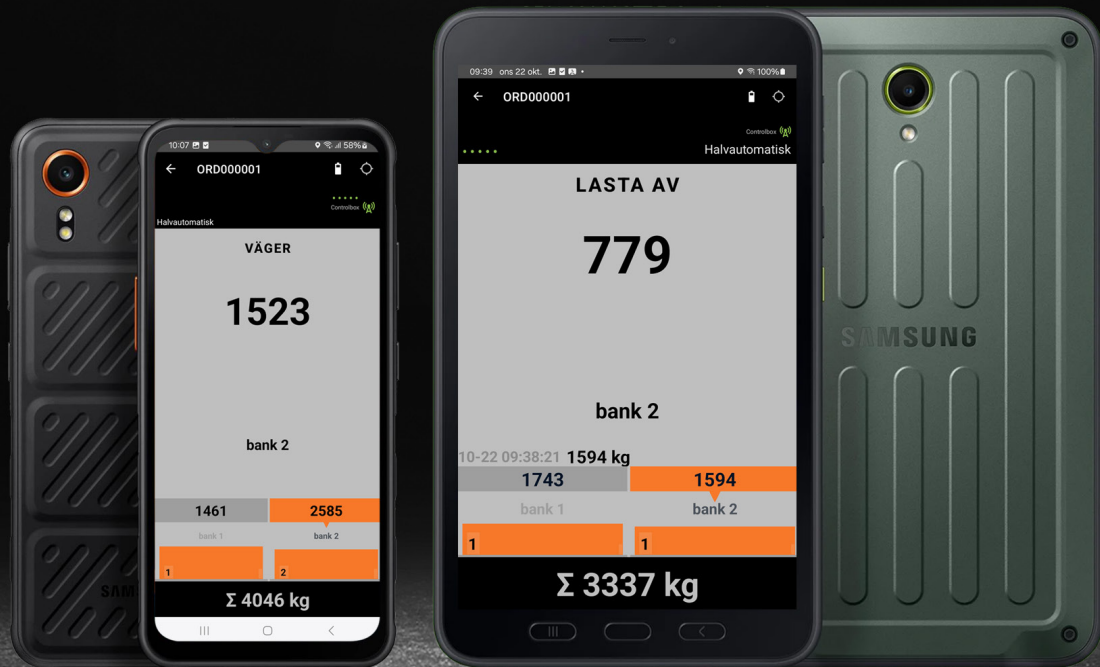 10:07
58%
ORD000001
Controlbox
Halvautomatisk
VÄGER
1523
bank 2
1461 2585
bank 1 bank 2
1 2
Σ 4046 kg
09:39 ons 22 okt.
100%
ORD000001
Controlbox
Halvautomatisk
LASTA AV
779
bank 2
10-22 09:38:21 1594 kg
1743 1594
bank 1 bank 2
1 1
Σ 3337 kg
SAMSUNG